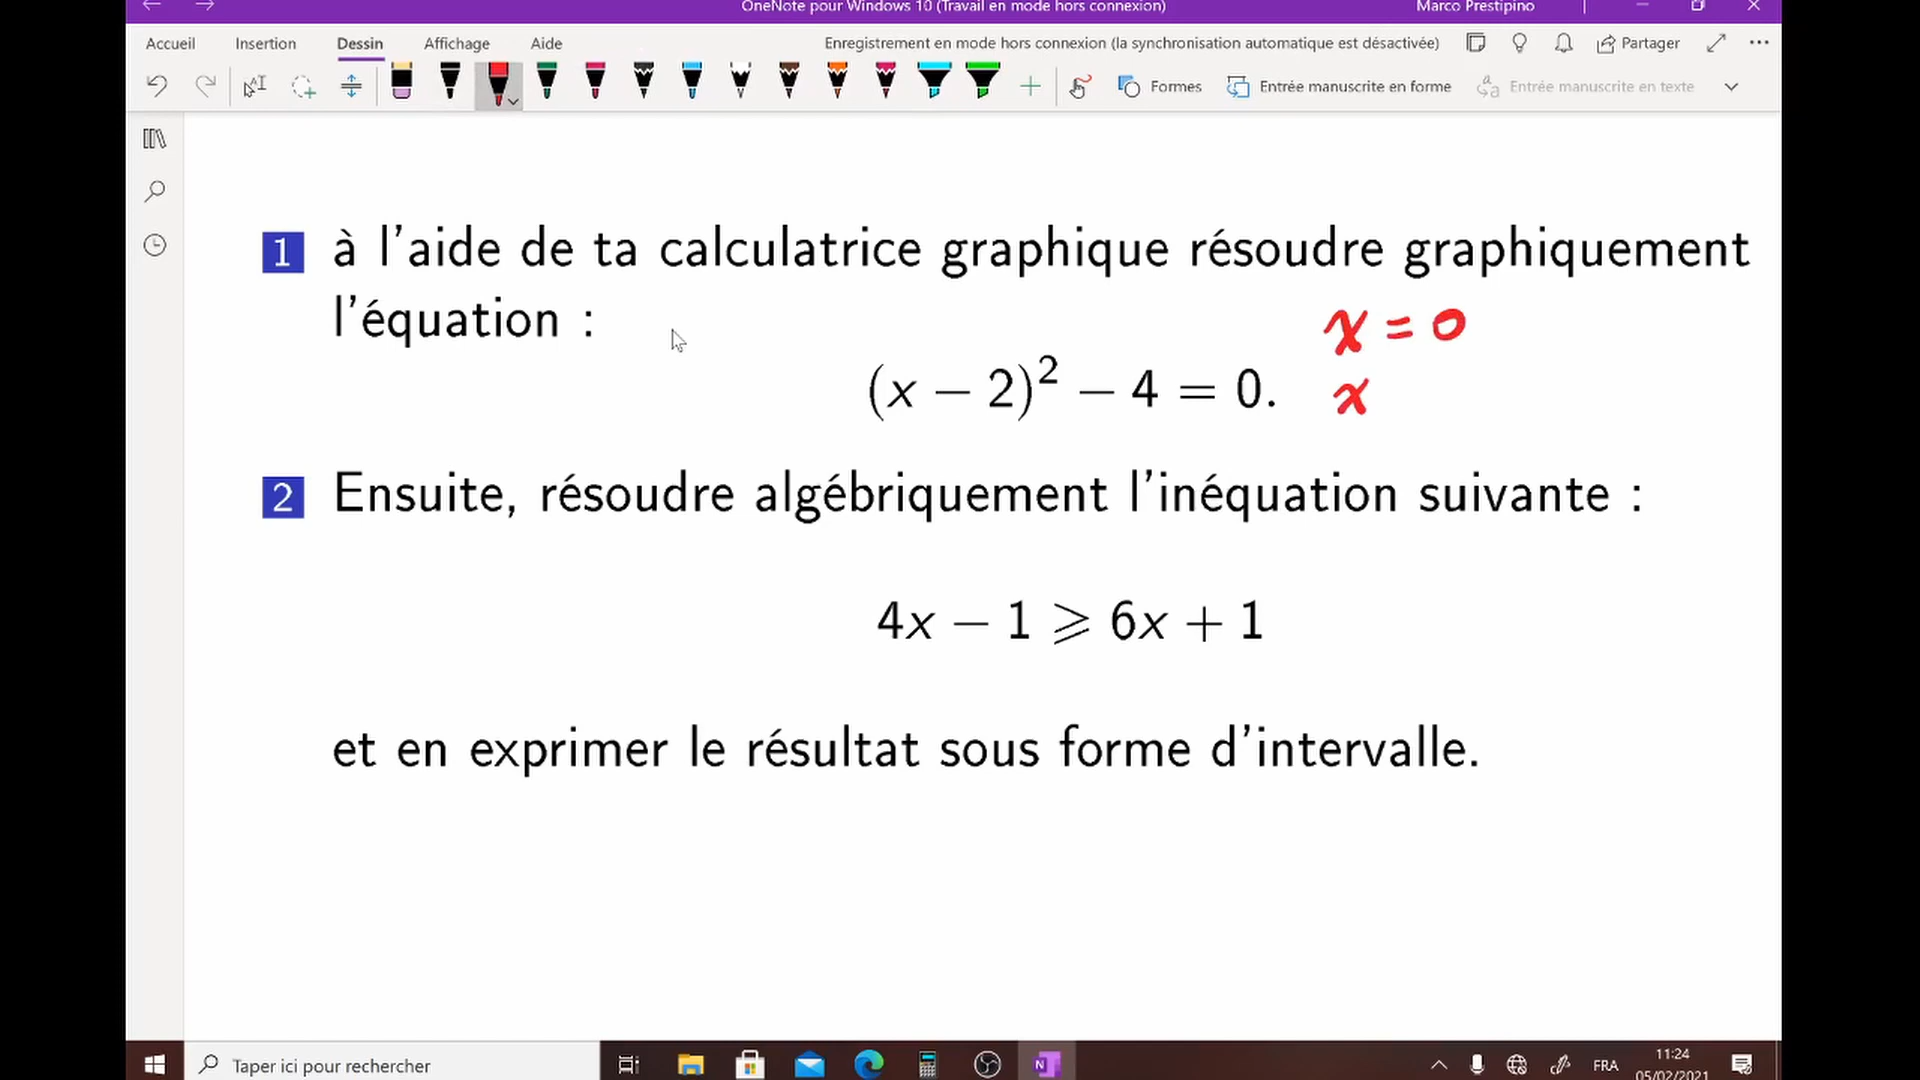 OneNote pour Windows 10 (Travail en mode hors connexion)
Marco Prestipino
Accueil Insertion Dessin Affichage Aide
Enregistrement en mode hors connexion (la synchronisation automatique est désactivée)
Partager
Formes
Entrée manuscrite en forme
Entrée manuscrite en texte
1 à l'aide de ta calculatrice graphique résoudre graphiquement
l'équation :
x = 0
(x − 2)² − 4 = 0.
x
2 Ensuite, résoudre algébriquement l'inéquation suivante :
4x − 1 ⩾ 6x + 1
et en exprimer le résultat sous forme d'intervalle.
Taper ici pour rechercher
FRA
11:24
05/02/2021